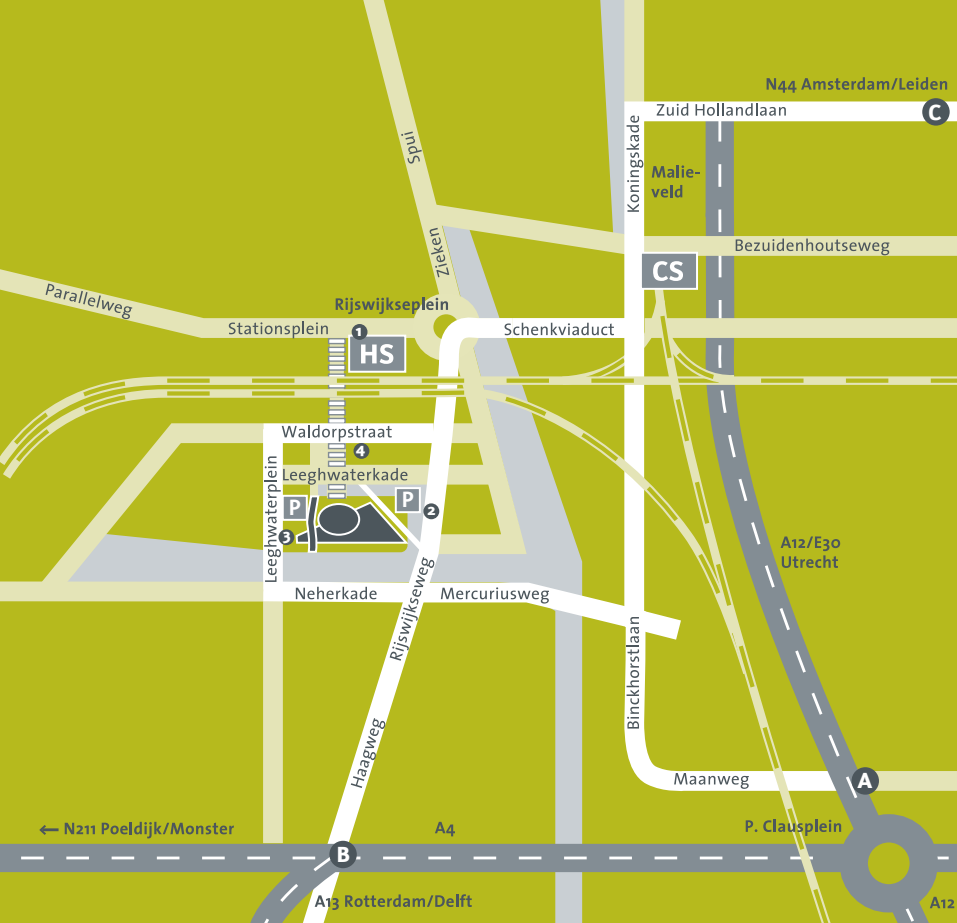 N44 Amsterdam/Leiden
Zuid Hollandlaan
C
Koningskade
Malie-
veld
Spui
Zieken
Bezuidenhoutseweg
CS
Parallelweg
Rijswijkseplein
Stationsplein
1
HS
Schenkviaduct
Waldorpstraat
4
Leeghwaterkade
Leeghwaterplein
P
P
2
3
A12/E30
Utrecht
Neherkade
Rijswijkseweg
Mercuriusweg
Binckhorstlaan
Haagweg
Maanweg
A
← N211 Poeldijk/Monster
A4
P. Clausplein
B
A13 Rotterdam/Delft
A12